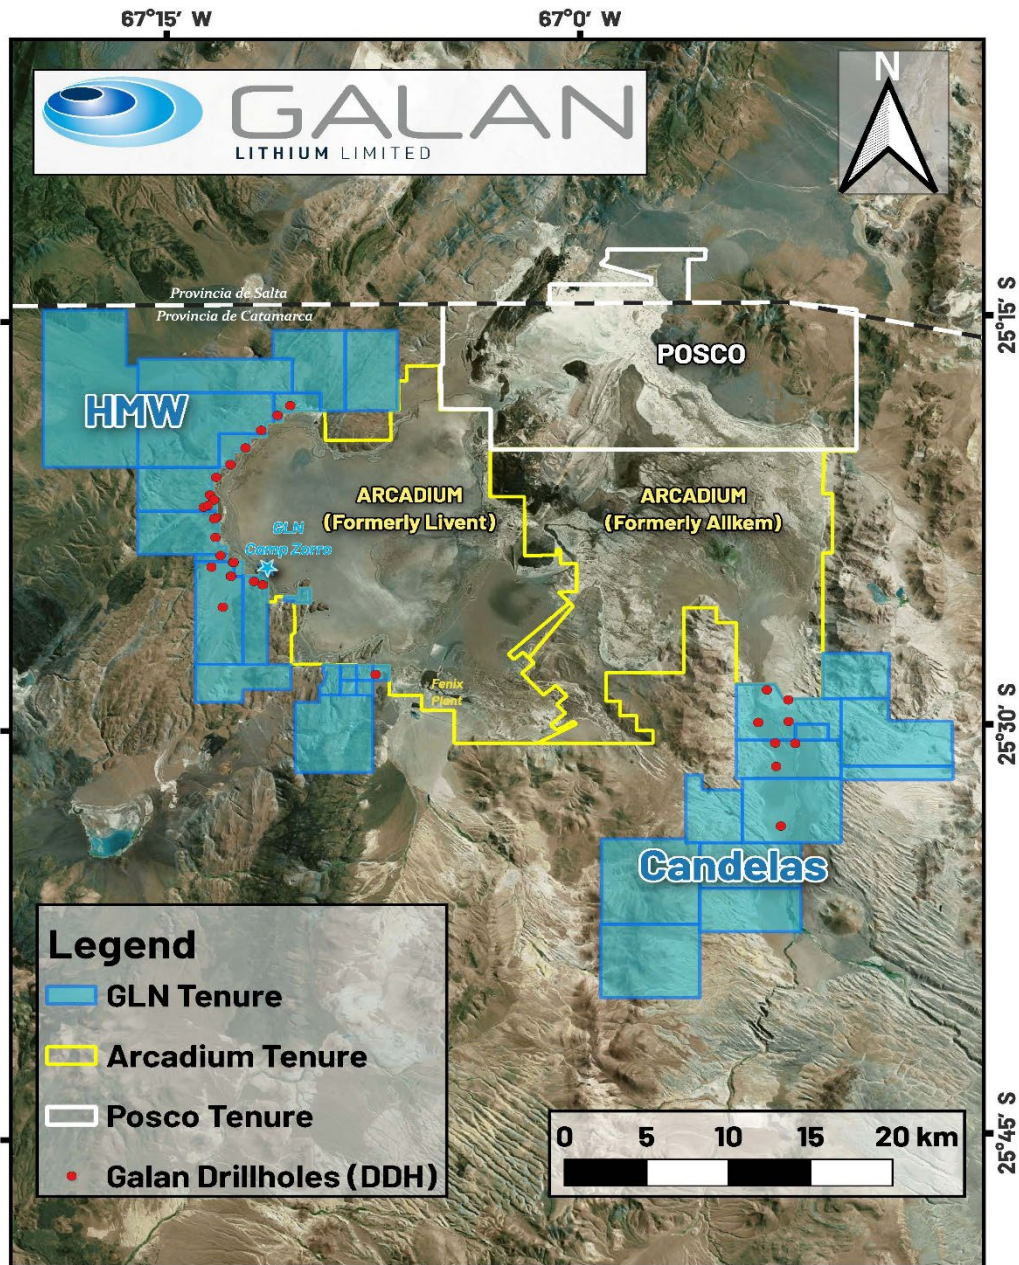 67°15' W
67°0' W
GALAN
LITHIUM LIMITED
N
Provincia de Salta
Provincia de Catamarca
25°15' S
POSCO
HMW
ARCADIUM
(Formerly Livent)
ARCADIUM
(Formerly Allkem)
GLN
Camp Zorro
Fenix
Plant
25°30' S
Candelas
Legend
GLN Tenure
Arcadium Tenure
Posco Tenure
Galan Drillholes (DDH)
0 5 10 15 20 km
25°45' S